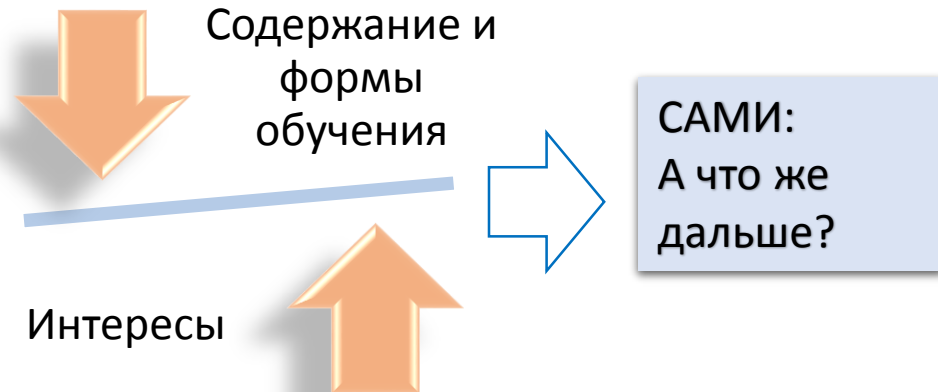 Содержание и
формы
обучения
САМИ:
А что же
дальше?
Интересы